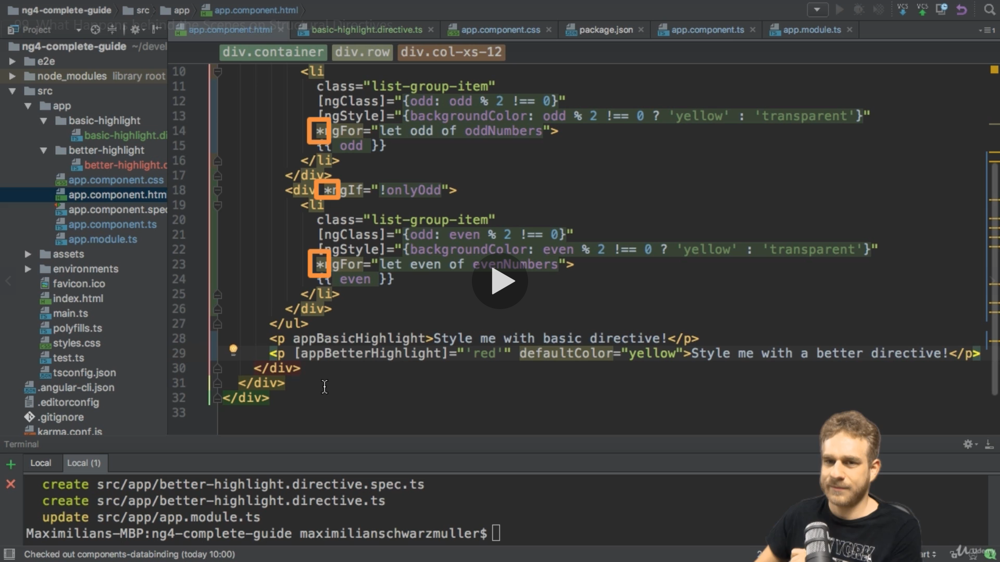 ng4-complete-guide src app app.component.html
99. What Happens behind the Scenes on Structural Directives
Project app.component.html basic-highlight.directive.ts app.component.css package.json app.component.ts app.module.ts
ng4-complete-guide ~/devel
div.container div.row div.col-xs-12
e2e
node_modules library root
src
app
basic-highlight
basic-highlight.di
better-highlight
better-highlight.d
app.component.css
app.component.htm
app.component.spec
app.component.ts
app.module.ts
assets
environments
favicon.ico
index.html
main.ts
polyfills.ts
styles.css
test.ts
tsconfig.json
.angular-cli.json
.editorconfig
.gitignore
karma.conf.js
10 <li
11 class="list-group-item"
12 [ngClass]="{odd: odd % 2 !== 0}"
13 [ngStyle]="{backgroundColor: odd % 2 !== 0 ? 'yellow' : 'transparent'}"
14 *ngFor="let odd of oddNumbers">
15 {{ odd }}
16 </li>
17 </div>
18 <div *ngIf="!onlyOdd">
19 <li
20 class="list-group-item"
21 [ngClass]="{odd: even % 2 !== 0}"
22 [ngStyle]="{backgroundColor: even % 2 !== 0 ? 'yellow' : 'transparent'}"
23 *ngFor="let even of evenNumbers">
24 {{ even }}
25 </li>
26 </div>
27 </ul>
28 <p appBasicHighlight>Style me with basic directive!</p>
29 <p [appBetterHighlight]="'red'" defaultColor="yellow">Style me with a better directive!</p>
30 </div>
31 </div>
32 </div>
33
Terminal
Local Local (1)
create src/app/better-highlight.directive.spec.ts
create src/app/better-highlight.directive.ts
update src/app/app.module.ts
Maximilians-MBP:ng4-complete-guide maximilianschwarzmuller$
Checked out components-databinding (today 10:00)
VCS VCS
YORK
Udemy